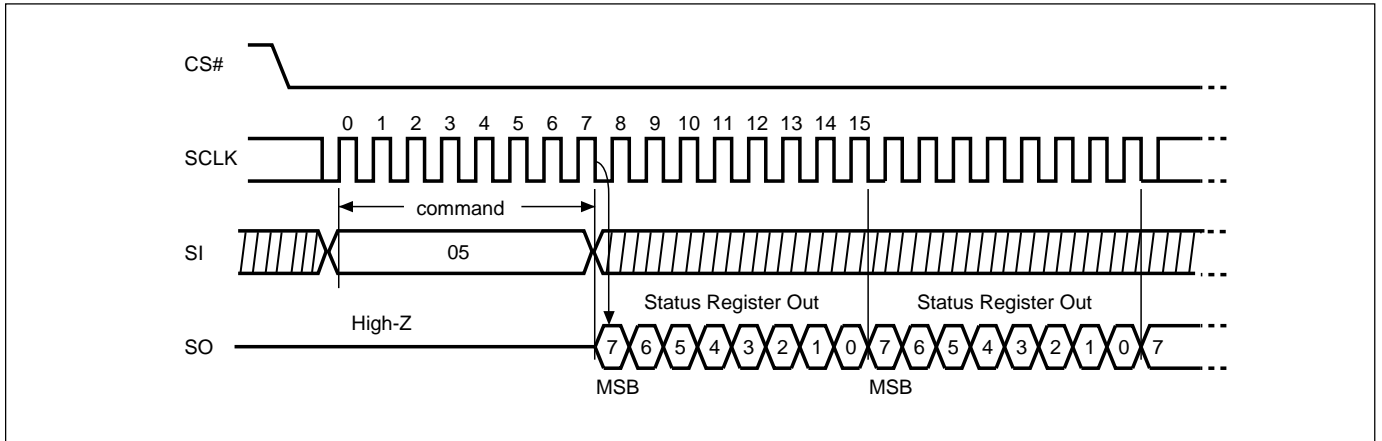 CS#
0 1 2 3 4 5 6 7 8 9 10 11 12 13 14 15
SCLK
command
SI
05
Status Register Out Status Register Out
High-Z
SO
7 6 5 4 3 2 1 0 7 6 5 4 3 2 1 0 7
MSB MSB